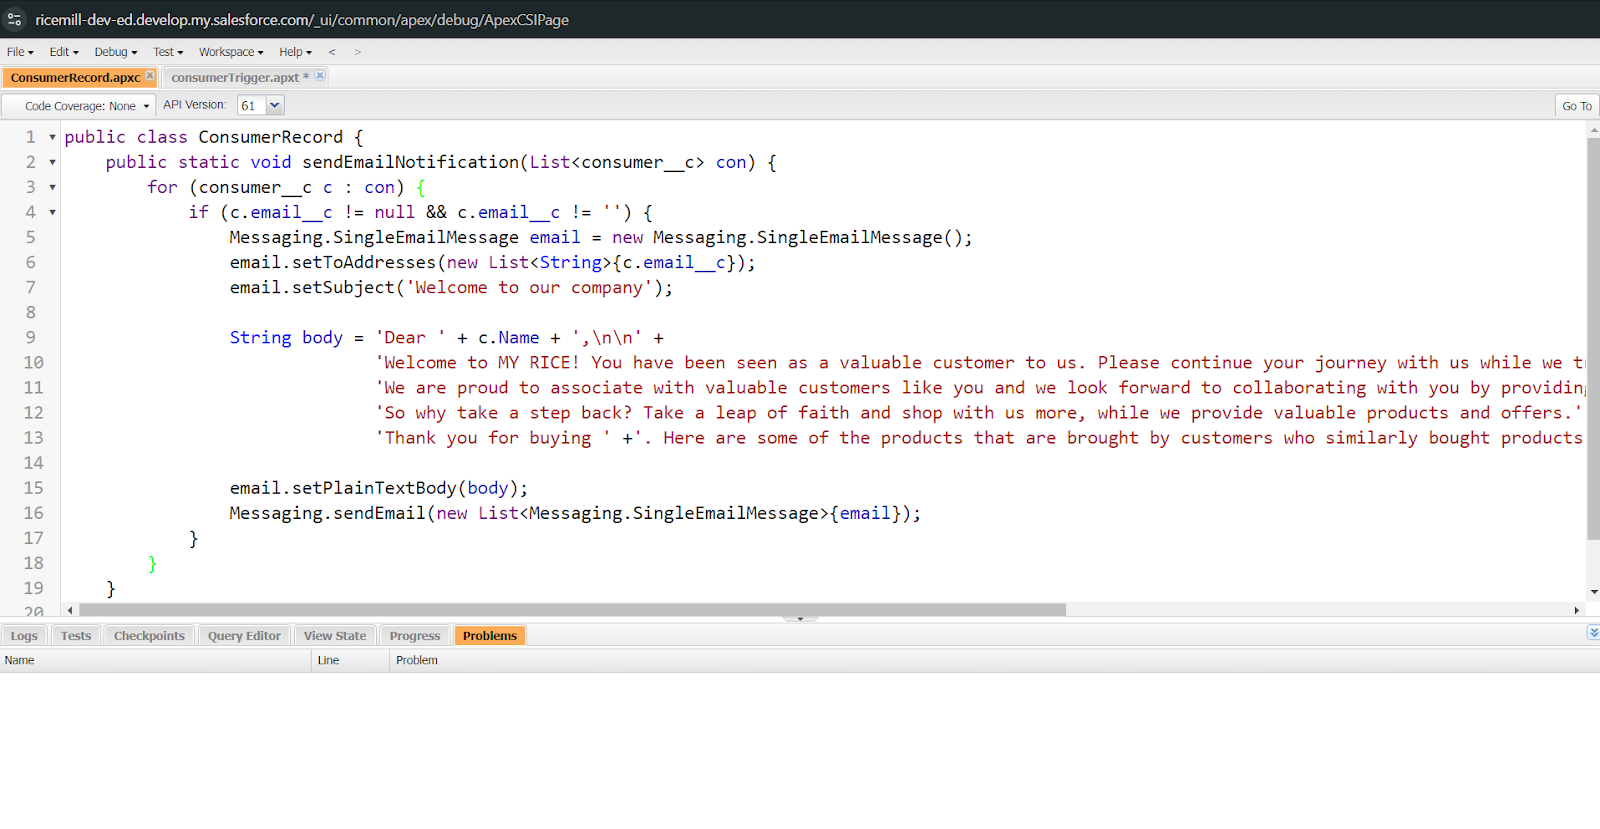 ricemill-dev-ed.develop.my.salesforce.com/_ui/common/apex/debug/ApexCSIPage
File Edit Debug Test Workspace Help < >
ConsumerRecord.apxc consumerTrigger.apxt *
Code Coverage: None API Version: 61 Go To
1 public class ConsumerRecord {
2 public static void sendEmailNotification(List<consumer__c> con) {
3 for (consumer__c c : con) {
4 if (c.email__c != null && c.email__c != '') {
5 Messaging.SingleEmailMessage email = new Messaging.SingleEmailMessage();
6 email.setToAddresses(new List<String>{c.email__c});
7 email.setSubject('Welcome to our company');
8
9 String body = 'Dear ' + c.Name + ',\n\n' +
10 'Welcome to MY RICE! You have been seen as a valuable customer to us. Please continue your journey with us while we
11 'We are proud to associate with valuable customers like you and we look forward to collaborating with you by providing
12 'So why take a step back? Take a leap of faith and shop with us more, while we provide valuable products and offers.'
13 'Thank you for buying ' +'. Here are some of the products that are brought by customers who similarly bought products
14
15 email.setPlainTextBody(body);
16 Messaging.sendEmail(new List<Messaging.SingleEmailMessage>{email});
17 }
18 }
19 }
20
Logs Tests Checkpoints Query Editor View State Progress Problems
Name Line Problem